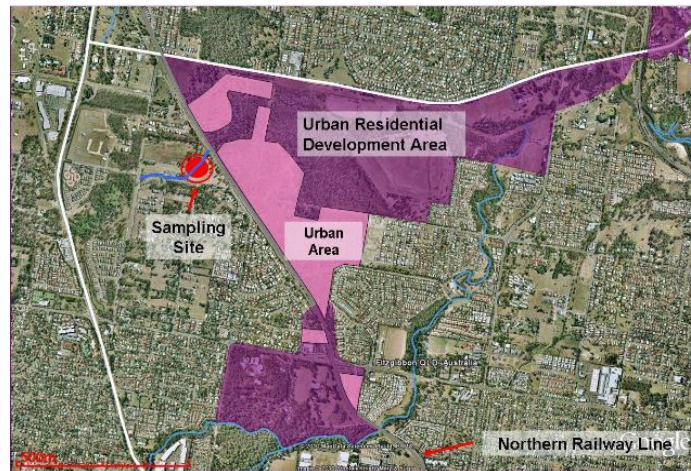 Urban Residential
Development Area
Sampling
Site
Urban
Area
Fitzgibbon QLD Australia
Northern Railway Line
500m